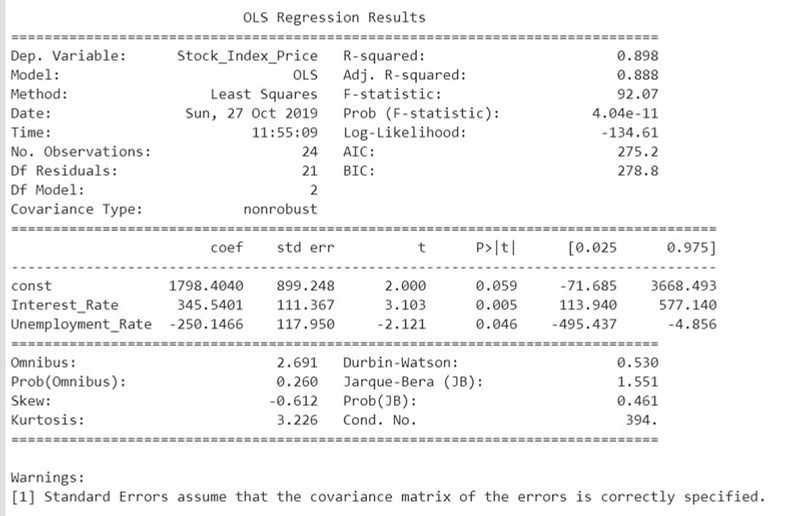 OLS Regression Results
==============================================================================
Dep. Variable:      Stock_Index_Price   R-squared:                       0.898
Model:                            OLS   Adj. R-squared:                  0.888
Method:                 Least Squares   F-statistic:                     92.07
Date:                Sun, 27 Oct 2019   Prob (F-statistic):           4.04e-11
Time:                        11:55:09   Log-Likelihood:                -134.61
No. Observations:                  24   AIC:                             275.2
Df Residuals:                      21   BIC:                             278.8
Df Model:                           2
Covariance Type:            nonrobust
=====================================================================================
                        coef    std err          t      P>|t|      [0.025      0.975]
-------------------------------------------------------------------------------------
const              1798.4040    899.248      2.000      0.059     -71.685    3668.493
Interest_Rate       345.5401    111.367      3.103      0.005     113.940     577.140
Unemployment_Rate  -250.1466    117.950     -2.121      0.046    -495.437      -4.856
==============================================================================
Omnibus:                        2.691   Durbin-Watson:                   0.530
Prob(Omnibus):                  0.260   Jarque-Bera (JB):                1.551
Skew:                          -0.612   Prob(JB):                        0.461
Kurtosis:                       3.226   Cond. No.                         394.
==============================================================================
Warnings:
[1] Standard Errors assume that the covariance matrix of the errors is correctly specified.